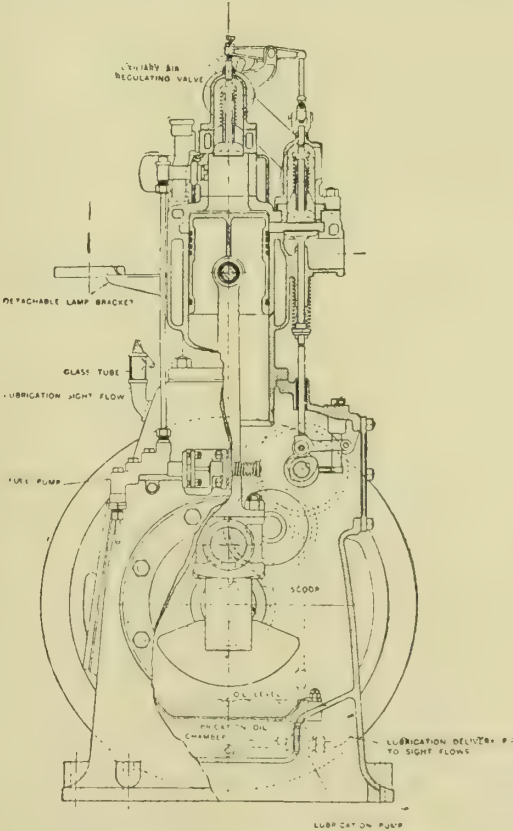 AIR
REGULATING VALVE
DETACHABLE LAMP BRACKET
GLASS TUBE
LUBRICATION SIGHT FLOW
FUEL PUMP
SCOOP
OIL LEVEL
OIL
CHAMBER
LUBRICATION DELIVERY
TO SIGHT FLOWS
LUBRICATION PUMP